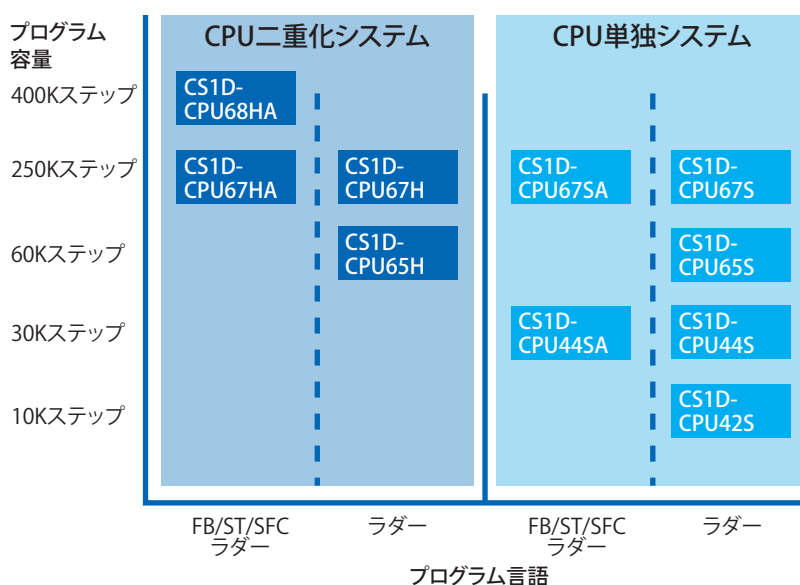 プログラム
容量
CPU二重化システム
CPU単独システム
400Kステップ
CS1D-
CPU68HA
250Kステップ
CS1D-
CPU67HA
CS1D-
CPU67H
CS1D-
CPU67SA
CS1D-
CPU67S
60Kステップ
CS1D-
CPU65H
CS1D-
CPU65S
30Kステップ
CS1D-
CPU44SA
CS1D-
CPU44S
10Kステップ
CS1D-
CPU42S
FB/ST/SFC
ラダー
ラダー
FB/ST/SFC
ラダー
ラダー
プログラム言語